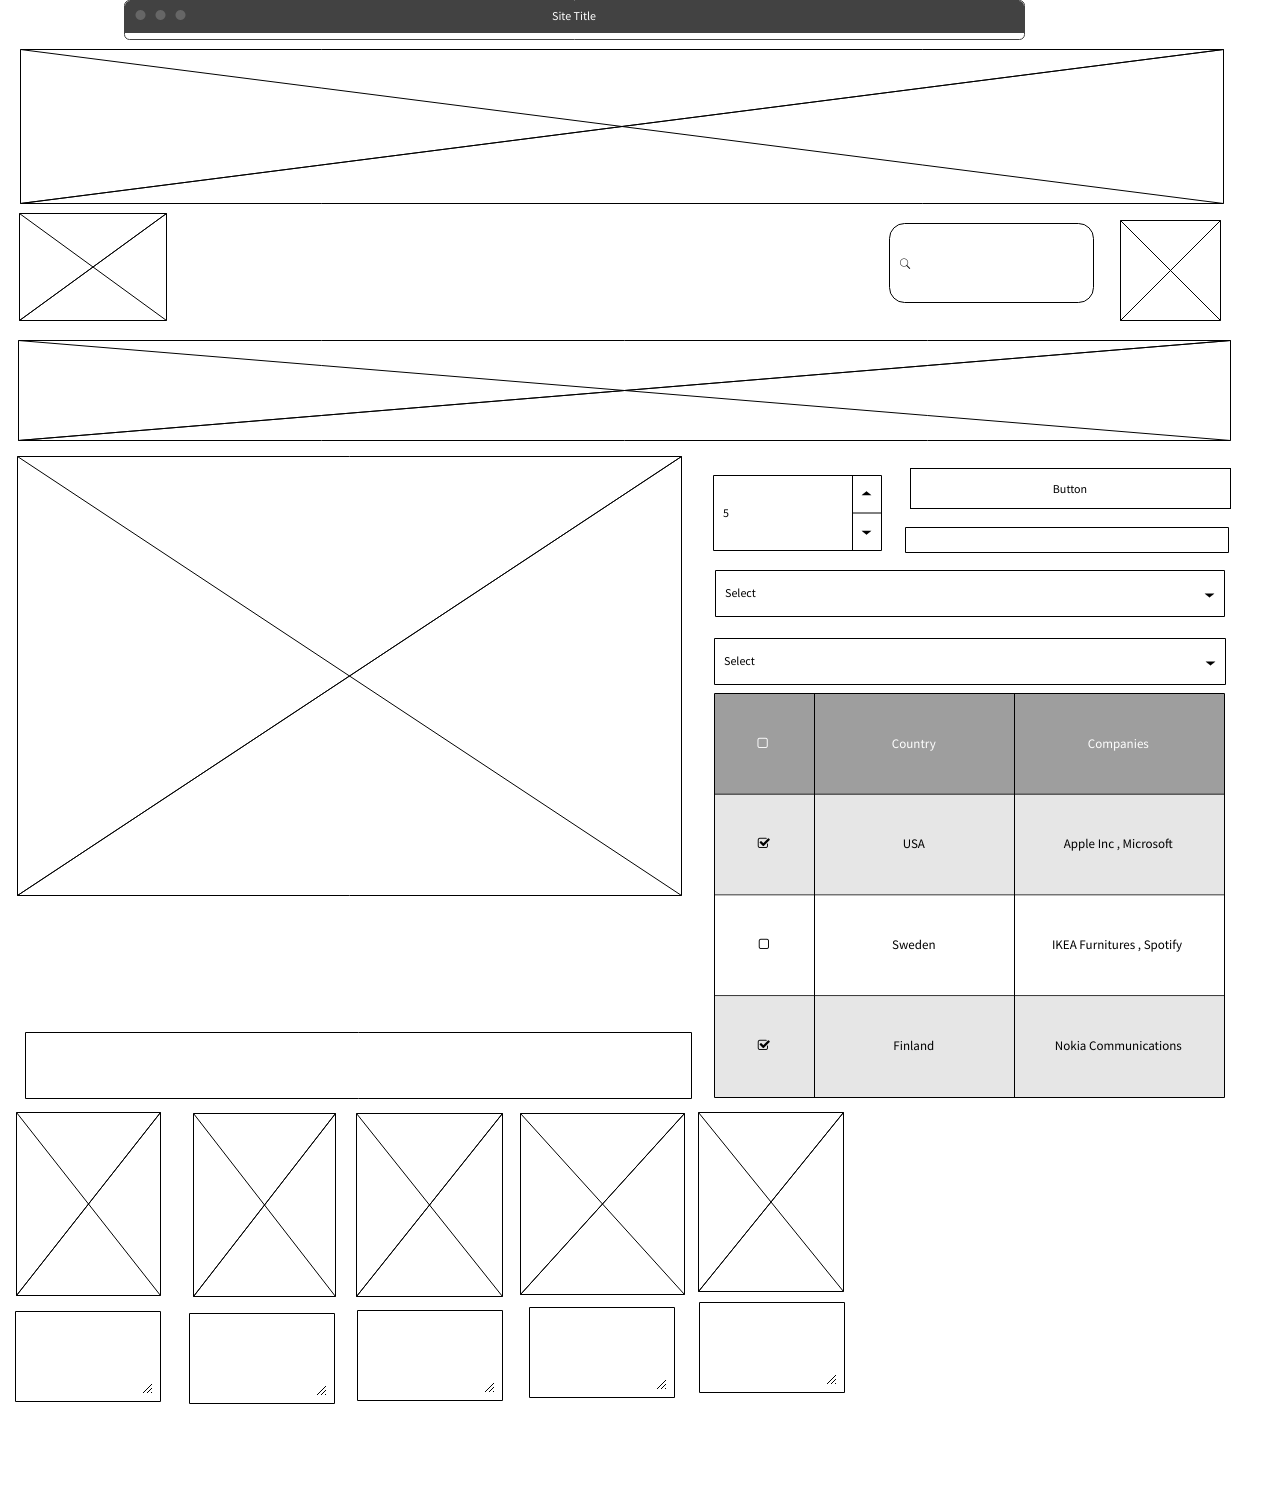 Site Title
5
Button
Select
Select
Country Companies
USA Apple Inc , Microsoft
Sweden IKEA Furnitures , Spotify
Finland Nokia Communications